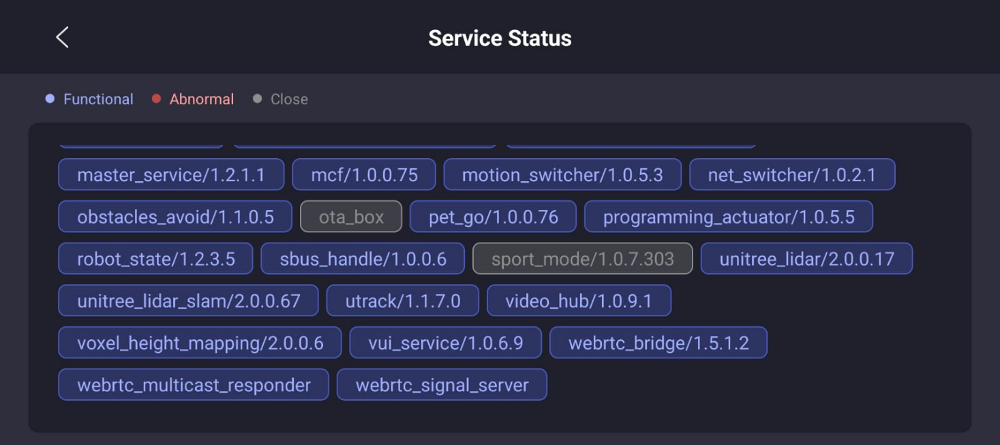 Service Status
Functional Abnormal Close
master_service/1.2.1.1 mcf/1.0.0.75 motion_switcher/1.0.5.3 net_switcher/1.0.2.1
obstacles_avoid/1.1.0.5 ota_box pet_go/1.0.0.76 programming_actuator/1.0.5.5
robot_state/1.2.3.5 sbus_handle/1.0.0.6 sport_mode/1.0.7.303 unitree_lidar/2.0.0.17
unitree_lidar_slam/2.0.0.67 utrack/1.1.7.0 video_hub/1.0.9.1
voxel_height_mapping/2.0.0.6 vui_service/1.0.6.9 webrtc_bridge/1.5.1.2
webrtc_multicast_responder webrtc_signal_server